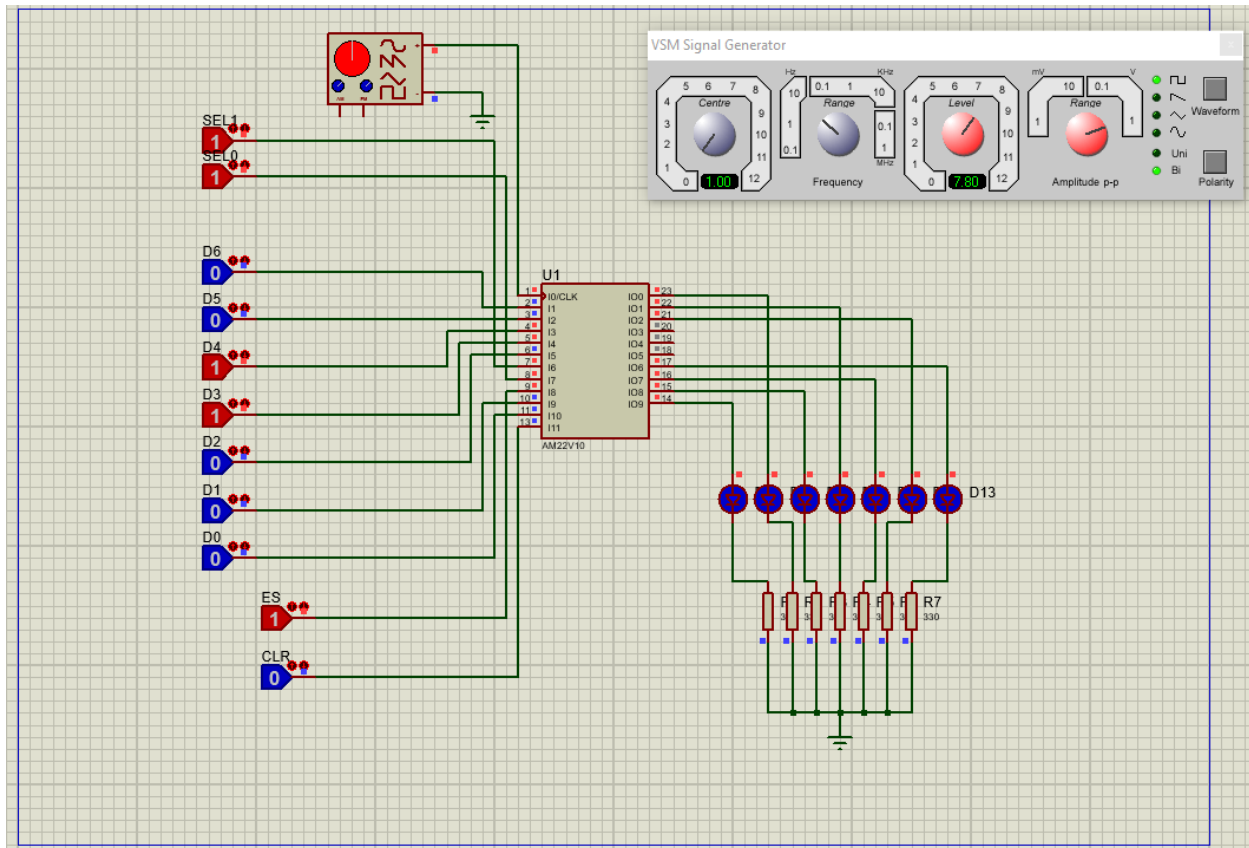 VSM Signal Generator
Centre
0 1 2 3 4 5 6 7 8 9 10 11 12
1.00
Hz KHz
Range
0.1 1 10 0.1 1 10 0.1 1
MHz
Frequency
Level
0 1 2 3 4 5 6 7 8 9 10 11 12
7.80
mV V
Range
1 10 0.1 1
Amplitude p-p
Waveform
Uni
Bi
Polarity
+
-
AM FM
SEL1
1
SEL0
1
D6
0
D5
0
D4
1
D3
1
D2
0
D1
0
D0
0
ES
1
CLR
0
U1
1 I0/CLK IO0 23
2 I1 IO1 22
3 I2 IO2 21
4 I3 IO3 20
5 I4 IO4 19
6 I5 IO5 18
7 I6 IO6 17
8 I7 IO7 16
9 I8 IO8 15
10 I9 IO9 14
11 I10
13 I11
AM22V10
D13
R7
330